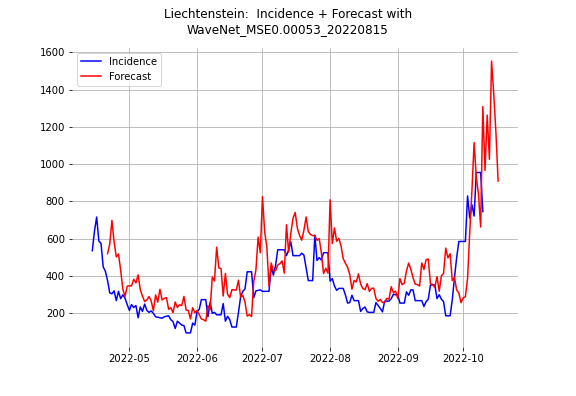 Liechtenstein:  Incidence + Forecast with
WaveNet_MSE0.00053_20220815
Incidence
Forecast
1600
1400
1200
1000
800
600
400
200
2022-05 2022-06 2022-07 2022-08 2022-09 2022-10